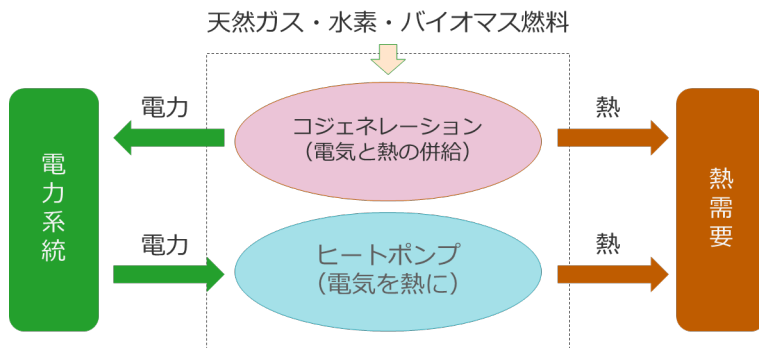 天然ガス・水素・バイオマス燃料
電力
コジェネレーション
（電気と熱の併給）
熱
電力系統
熱需要
電力
ヒートポンプ
（電気を熱に）
熱